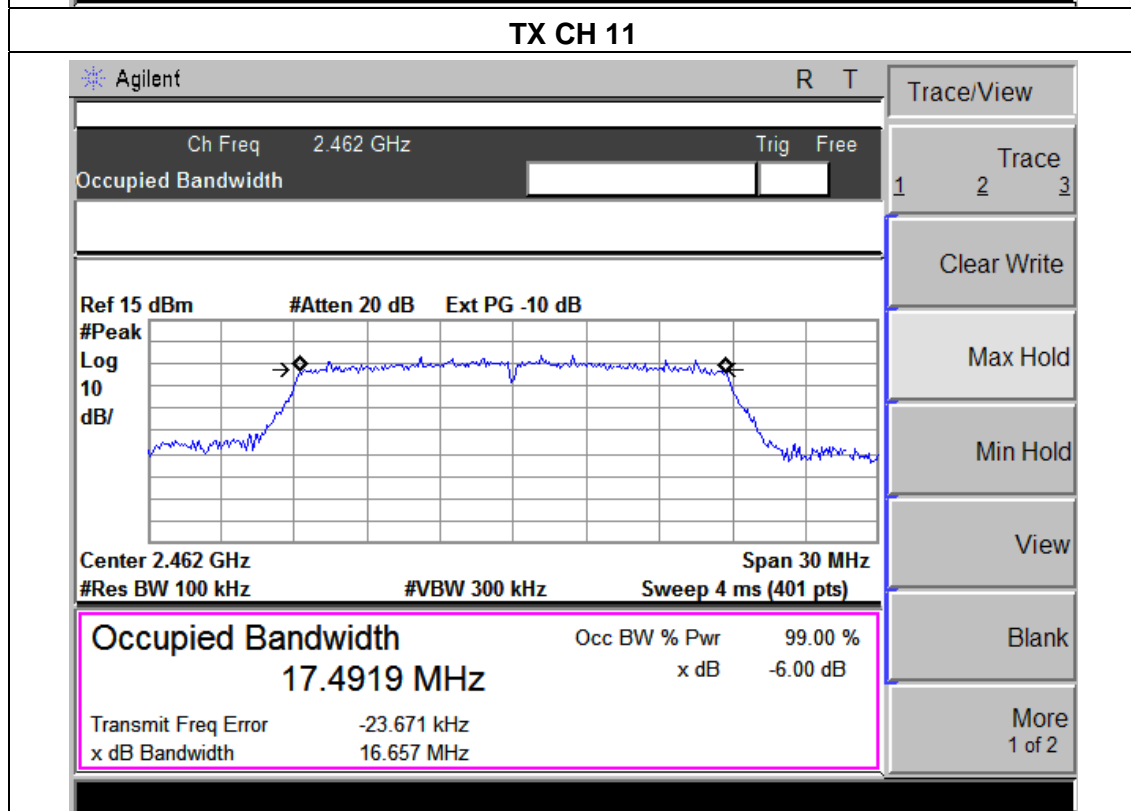 TX CH 11
Agilent R T
Ch Freq 2.462 GHz Trig Free
Occupied Bandwidth
Ref 15 dBm #Atten 20 dB Ext PG -10 dB
#Peak
Log
10
dB/
Center 2.462 GHz Span 30 MHz
#Res BW 100 kHz #VBW 300 kHz Sweep 4 ms (401 pts)
Occupied Bandwidth Occ BW % Pwr 99.00 %
17.4919 MHz x dB -6.00 dB
Transmit Freq Error -23.671 kHz
x dB Bandwidth 16.657 MHz
Trace/View
Trace
1 2 3
Clear Write
Max Hold
Min Hold
View
Blank
More
1 of 2